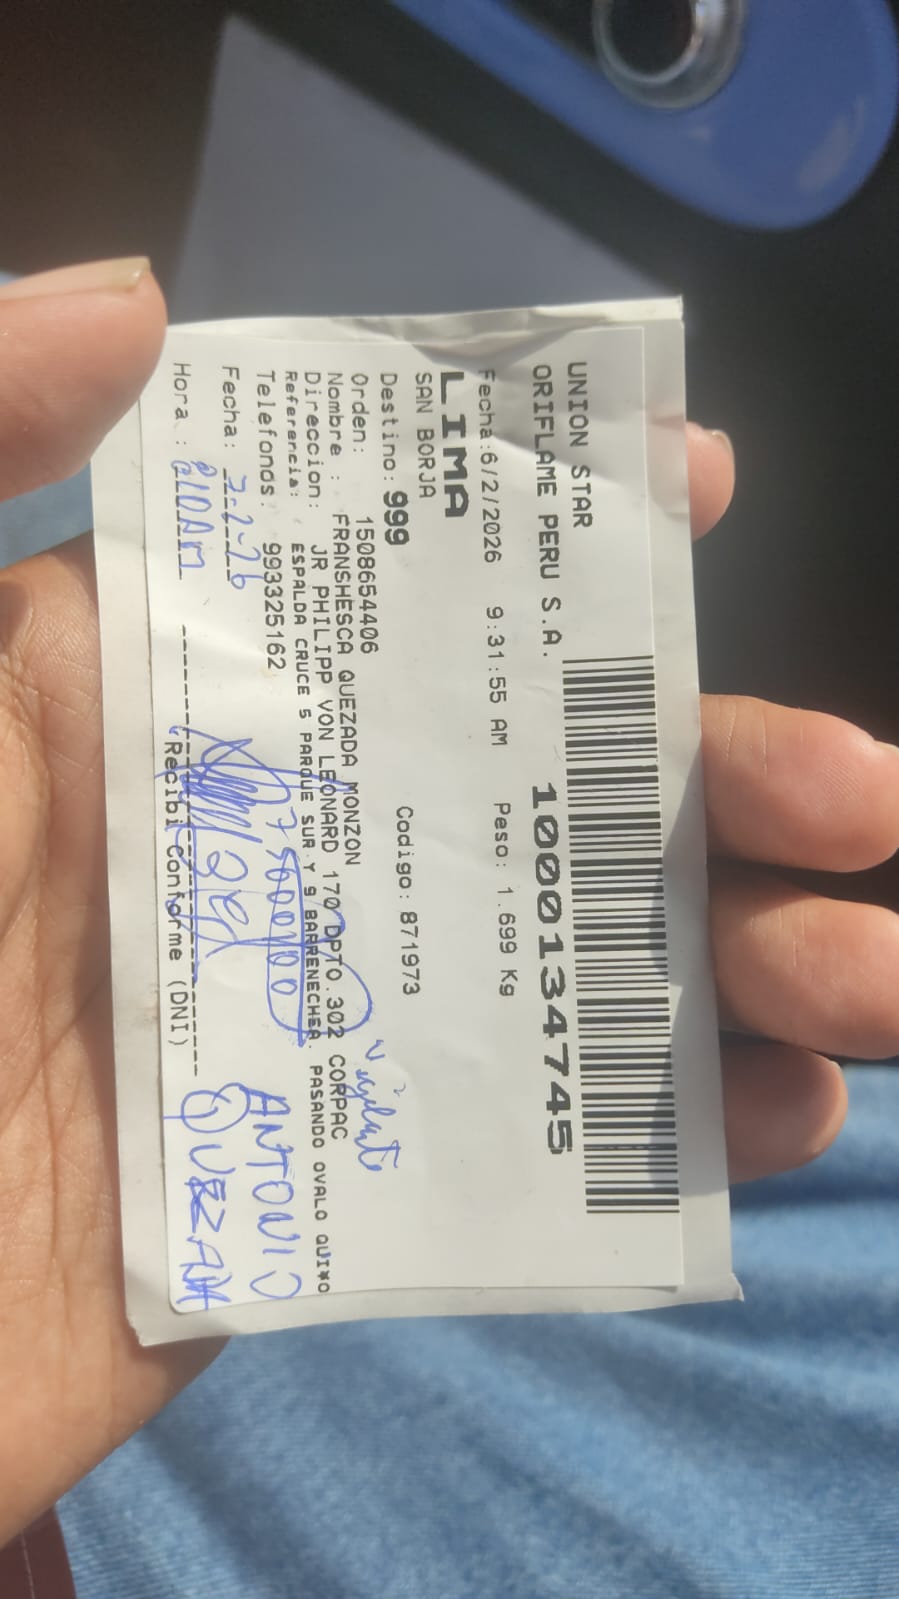 UNION STAR
ORIFLAME PERU S.A. 1000134745
Fecha:6/2/2026 9:31:55 AM Peso: 1.699 Kg
LIMA
SAN BORJA
Destino: 999 Codigo: 871973
Orden: 1508654406
Nombre : FRANSHESCA QUEZADA MONZON
Direccion: JR PHILIPP VON LEONARD 170 DPTO.302 CORPAC
Referencia: ESPALDA CRUCE 5 PARQUE SUR Y 9 BARRENECHEA. PASANDO OVALO QUI¥O
Telefonos: 993325162
Fecha: 7-2-26
Hora :
Recibi Conforme (DNI)
Vigilante
ANTONIO